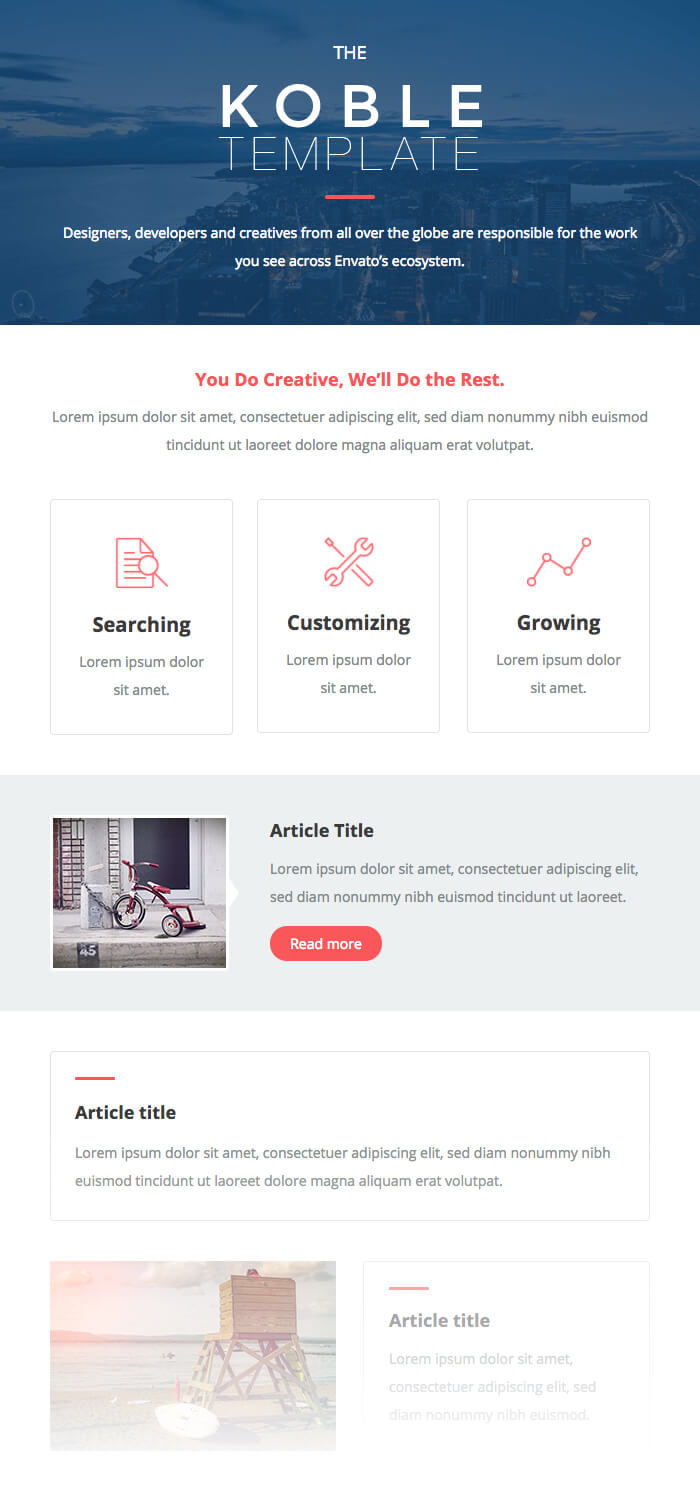 THE
KOBLE
TEMPLATE
Designers, developers and creatives from all over the globe are responsible for the work
you see across Envato’s ecosystem.
You Do Creative, We’ll Do the Rest.
Lorem ipsum dolor sit amet, consectetuer adipiscing elit, sed diam nonummy nibh euismod
tincidunt ut laoreet dolore magna aliquam erat volutpat.
Searching
Lorem ipsum dolor
sit amet.
Customizing
Lorem ipsum dolor
sit amet.
Growing
Lorem ipsum dolor
sit amet.
45
Article Title
Lorem ipsum dolor sit amet, consectetuer adipiscing elit,
sed diam nonummy nibh euismod tincidunt ut laoreet.
Read more
Article title
Lorem ipsum dolor sit amet, consectetuer adipiscing elit, sed diam nonummy nibh
euismod tincidunt ut laoreet dolore magna aliquam erat volutpat.
Article title
Lorem ipsum dolor sit amet,
consectetuer adipiscing elit, sed
diam nonummy nibh euismod.